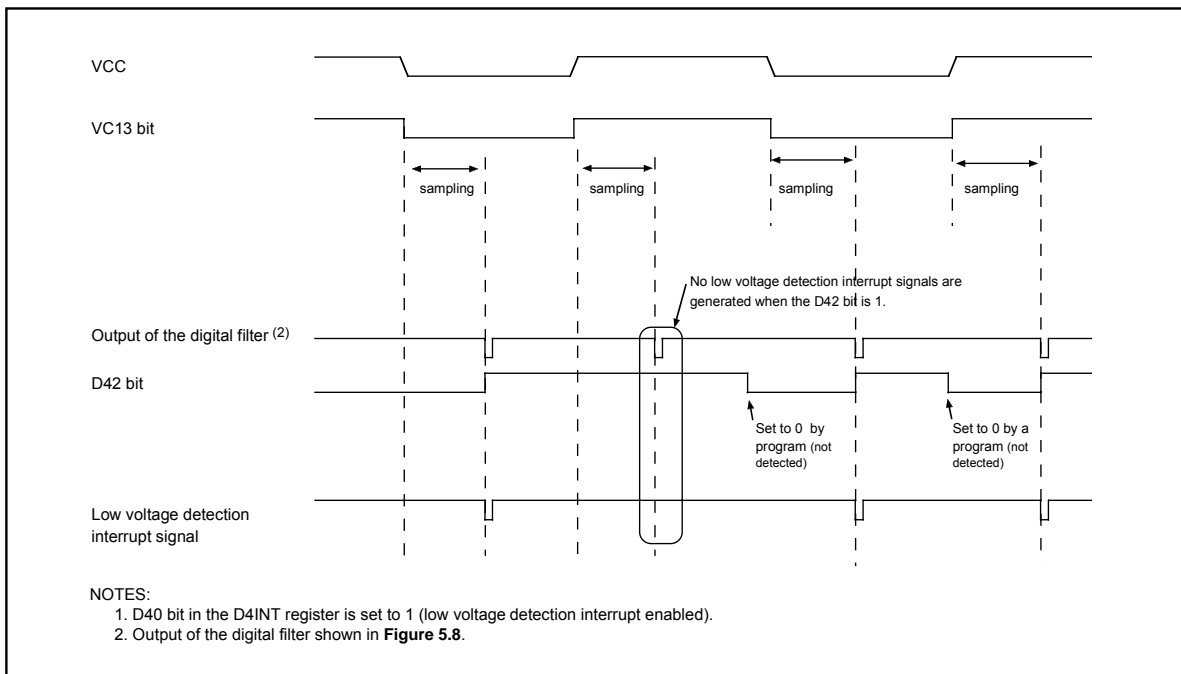 VCC
VC13 bit
sampling
sampling
sampling
sampling
No low voltage detection interrupt signals are
generated when the D42 bit is 1.
Output of the digital filter (2)
D42 bit
Set to 0 by
program (not
detected)
Set to 0 by a
program (not
detected)
Low voltage detection
interrupt signal
NOTES:
1. D40 bit in the D4INT register is set to 1 (low voltage detection interrupt enabled).
2. Output of the digital filter shown in Figure 5.8.